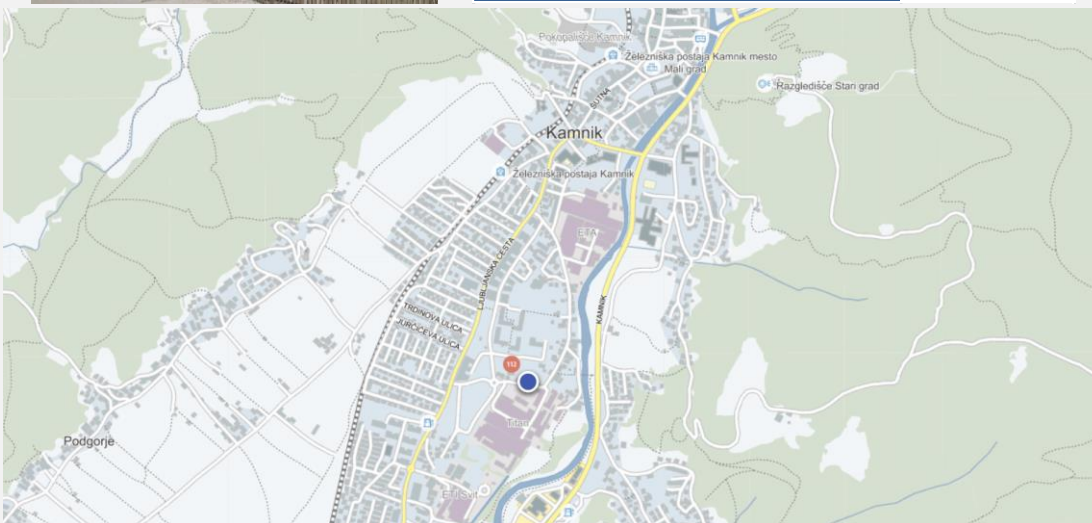 Pokopališče Kamnik
Železniška postaja Kamnik mesto
Mali grad
Razgledišče Stari grad
ŠUTNA
Kamnik
Železniška postaja Kamnik
ETA
LJUBLJANSKA CESTA
KAMNIK
TRDINOVA ULICA
JURČIČEVA ULICA
112
Titan
Podgorje